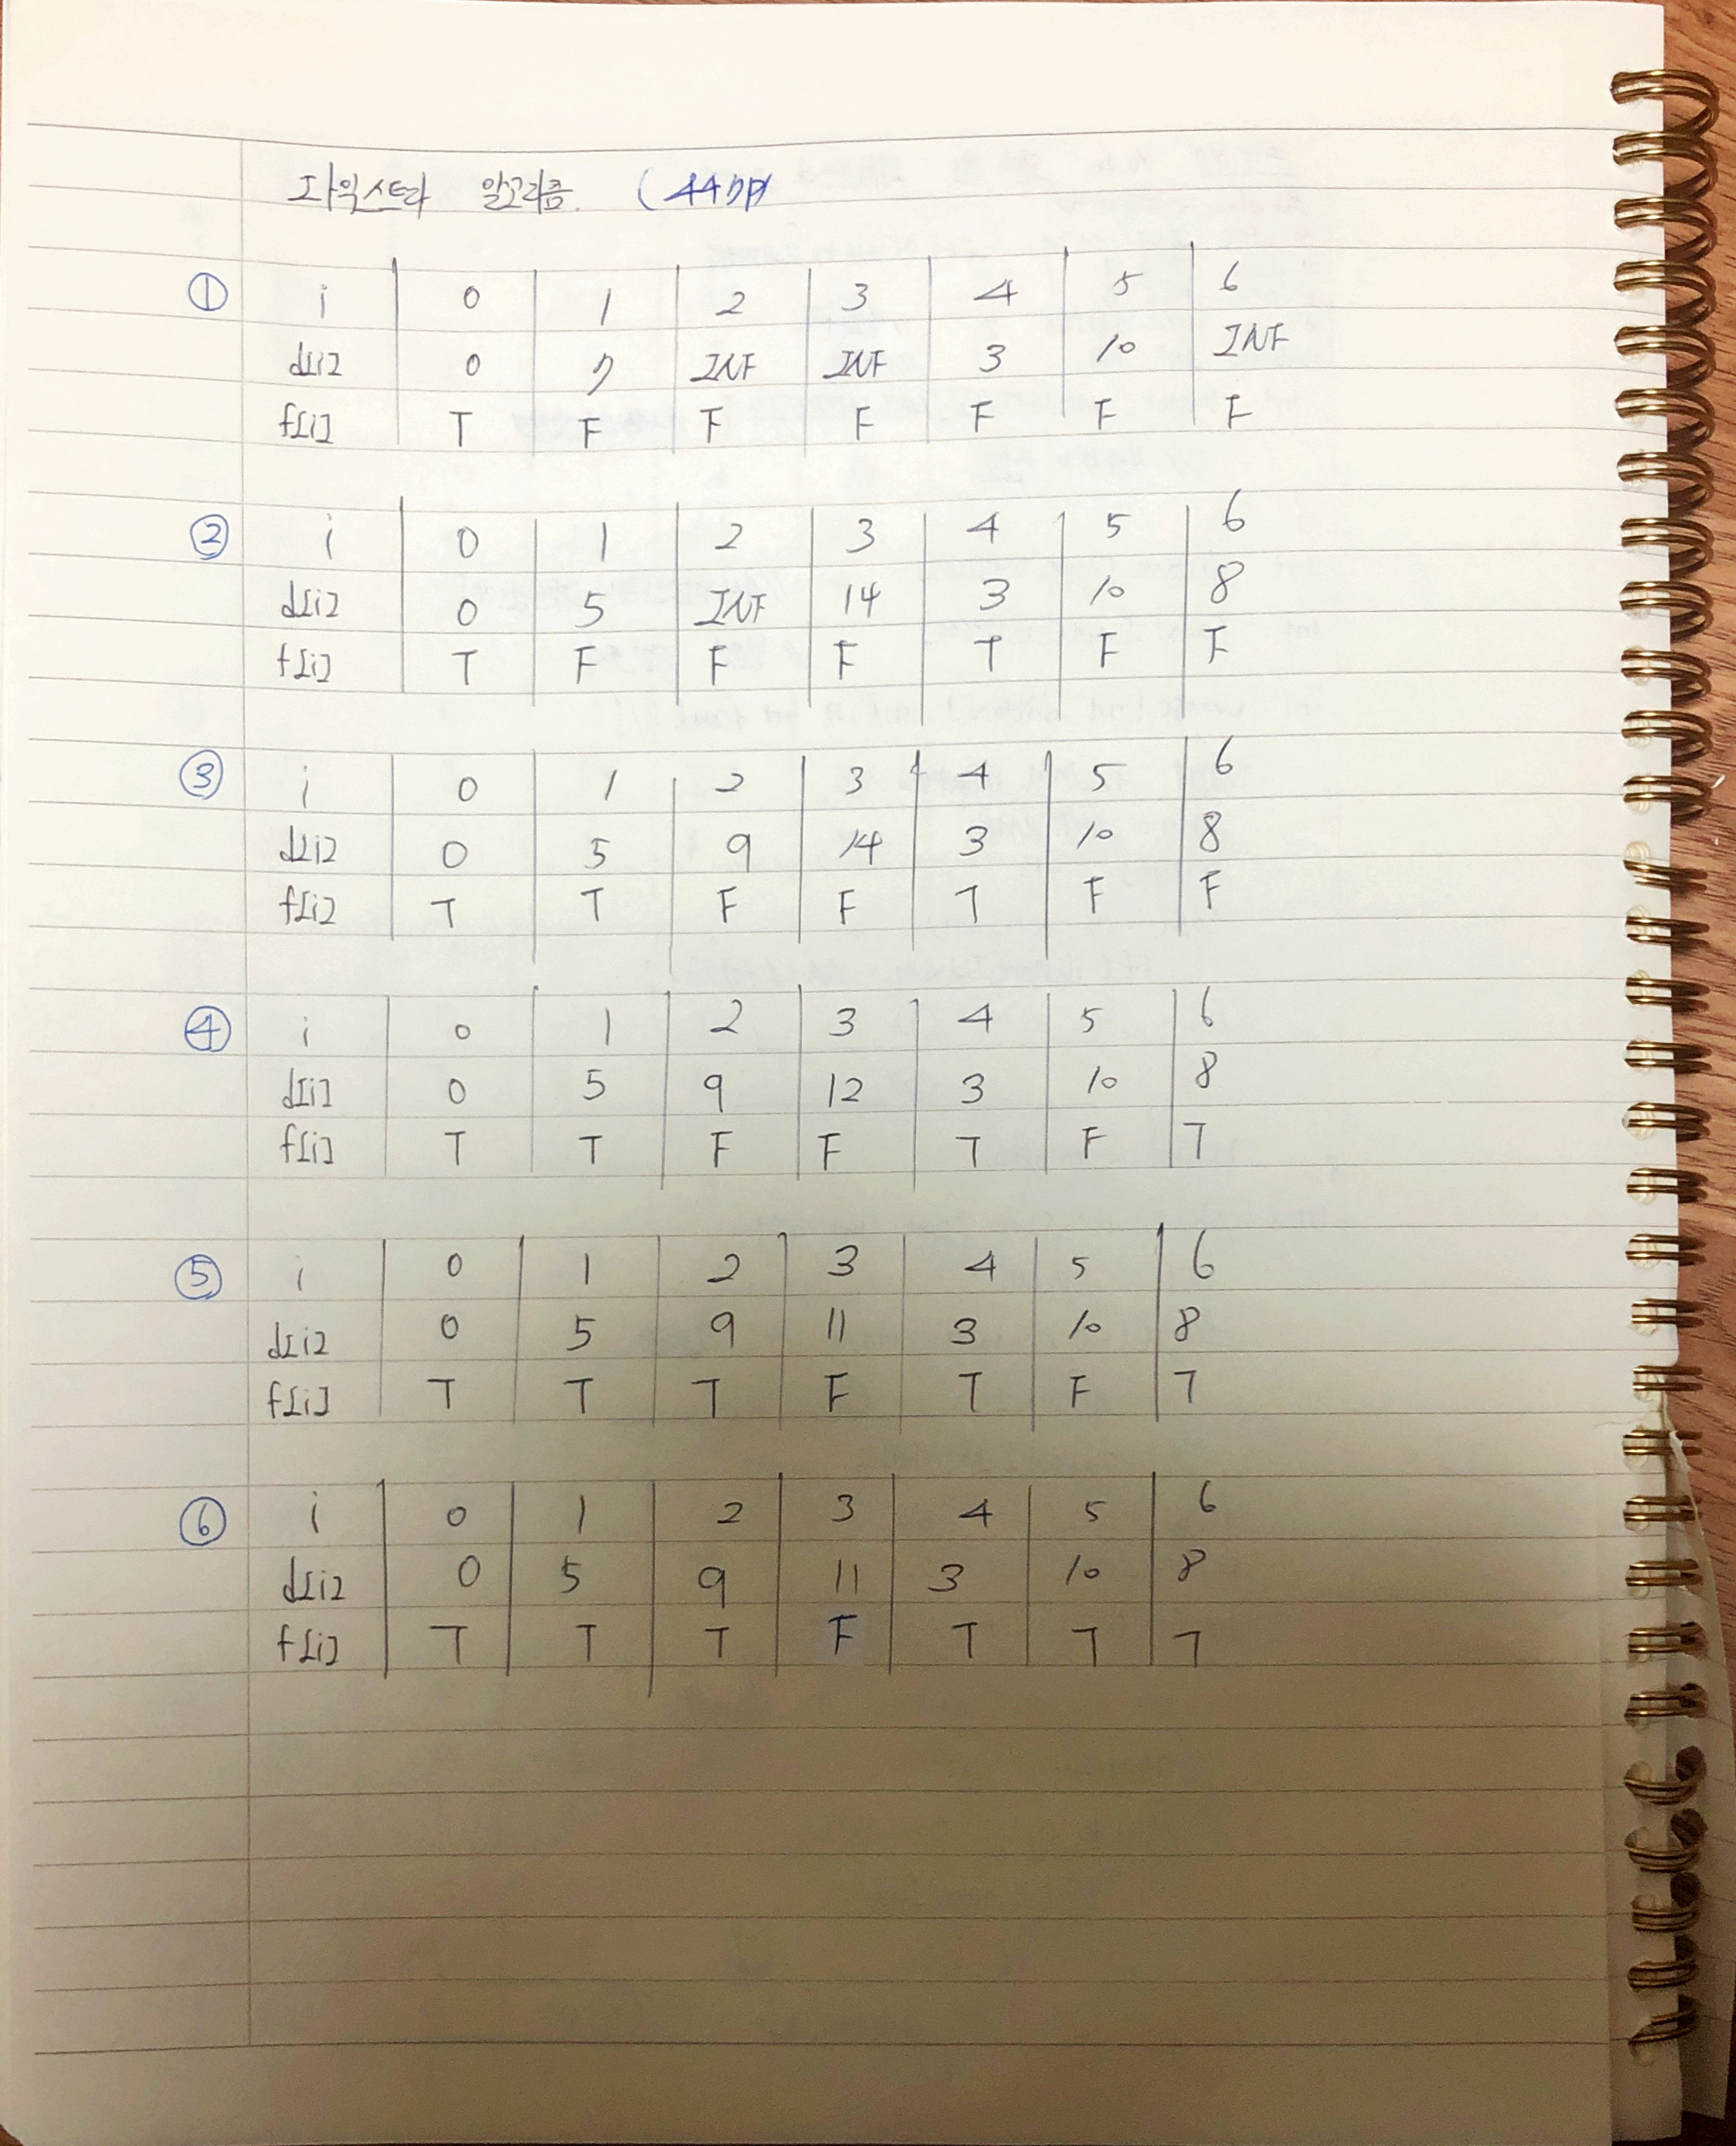 다익스트라 알고리즘. (447p)
① i 0 1 2 3 4 5 6
d[i] 0 7 INF INF 3 10 INF
f[i] T F F F F F F
② i 0 1 2 3 4 5 6
d[i] 0 5 INF 14 3 10 8
f[i] T F F F T F F
③ i 0 1 2 3 4 5 6
d[i] 0 5 9 14 3 10 8
f[i] T T F F T F F
④ i 0 1 2 3 4 5 6
d[i] 0 5 9 12 3 10 8
f[i] T T F F T F T
⑤ i 0 1 2 3 4 5 6
d[i] 0 5 9 11 3 10 8
f[i] T T T F T F T
⑥ i 0 1 2 3 4 5 6
d[i] 0 5 9 11 3 10 8
f[i] T T T F T T T